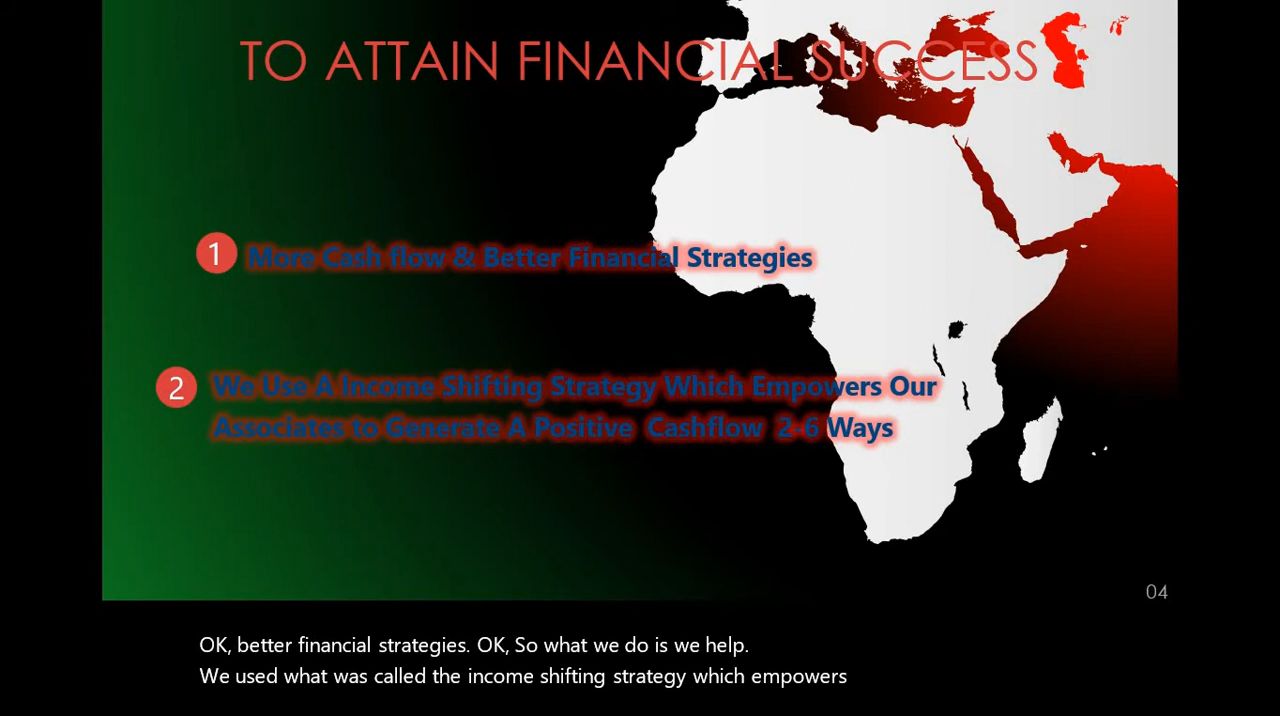 TO ATTAIN FINANCIAL SUCCESS
1 More Cash flow & Better Financial Strategies
2 We Use A Income Shifting Strategy Which Empowers Our
Associates to Generate A Positive Cashflow 2-6 Ways
04
OK, better financial strategies. OK, So what we do is we help.
We used what was called the income shifting strategy which empowers